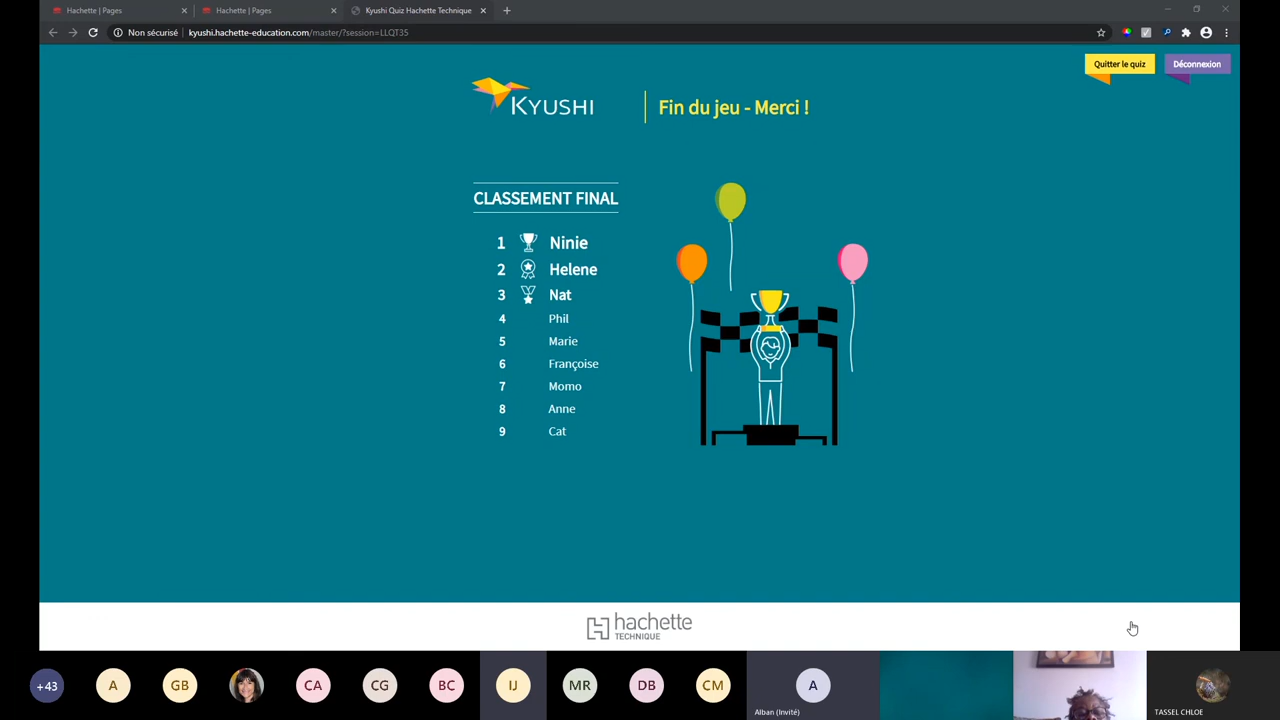 Hachette | Pages
Hachette | Pages
Kyushi Quiz Hachette Technique
Non sécurisé
kyushi.hachette-education.com/master/?session=LLQT35
Quitter le quiz
Déconnexion
KYUSHI
Fin du jeu - Merci !
CLASSEMENT FINAL
1 Ninie
2 Helene
3 Nat
4 Phil
5 Marie
6 Françoise
7 Momo
8 Anne
9 Cat
hachette
TECHNIQUE
+43
A
GB
CA
CG
BC
IJ
MR
DB
CM
A
Alban (Invité)
TASSEL CHLOE